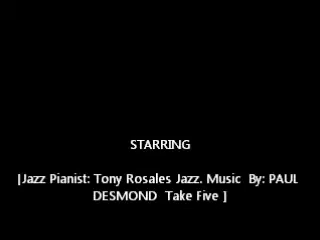 STARRING
[Jazz Pianist: Tony Rosales Jazz. Music  By: PAUL
DESMOND  Take Five ]